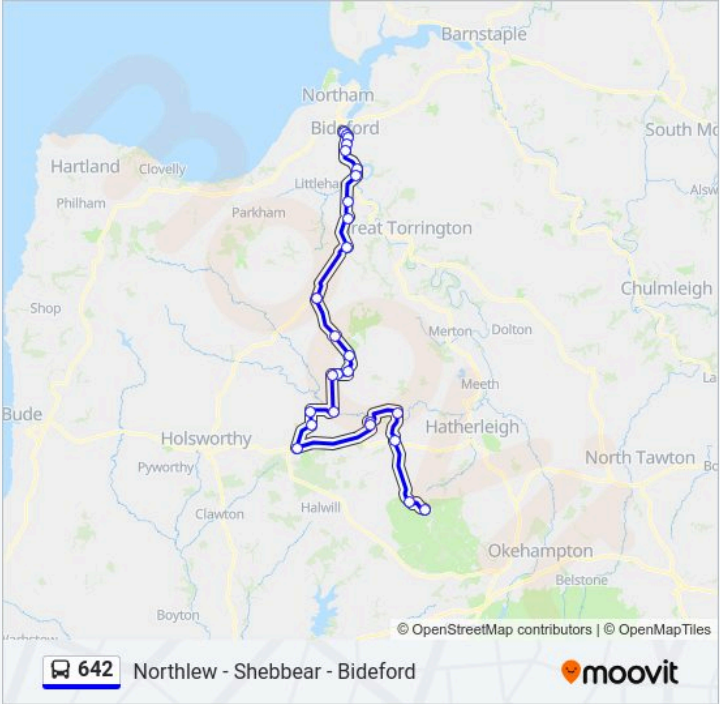 Barnstaple
Northam
Bideford
South Mo
Hartland
Clovelly
Littleha
Alsw
Philham
Parkham
reat Torrington
Chulmleigh
Shop
Merton
Dolton
La
Meeth
Bude
Hatherleigh
Holsworthy
North Tawton
Bo
Pyworthy
Halwill
Clawton
Okehampton
Belstone
Boyton
© OpenStreetMap contributors | © OpenMapTiles
642 Northlew - Shebbear - Bideford
moovit